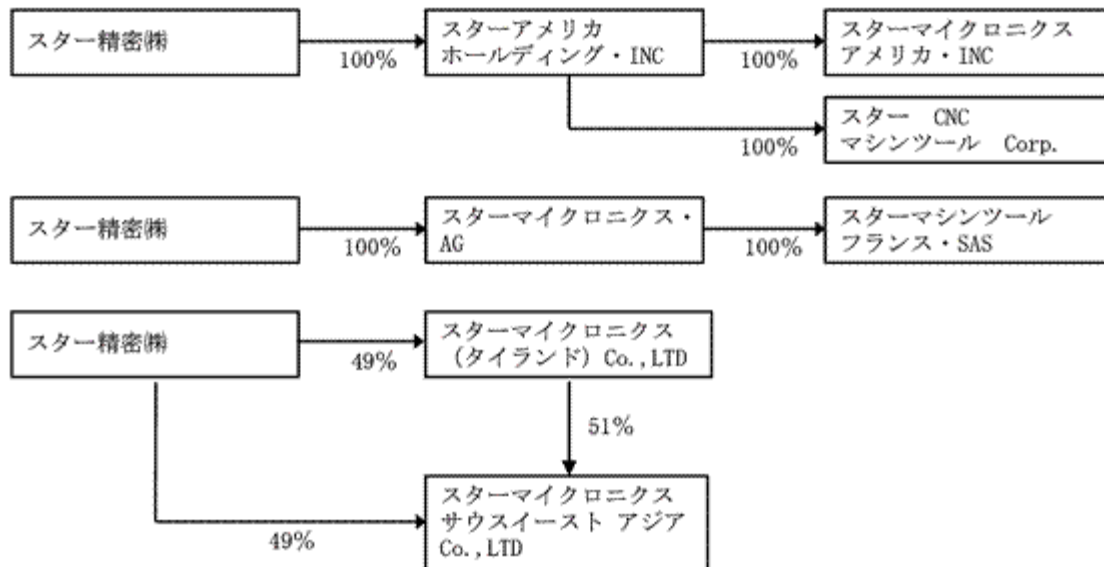 スター精密㈱
100%
スターアメリカ
ホールディング・INC
100%
スターマイクロニクス
アメリカ・INC
100%
スター　CNC
マシンツール　Corp.
スター精密㈱
100%
スターマイクロニクス・
AG
100%
スターマシンツール
フランス・SAS
スター精密㈱
49%
スターマイクロニクス
（タイランド）Co.,LTD
51%
49%
スターマイクロニクス
サウスイースト アジア
Co.,LTD